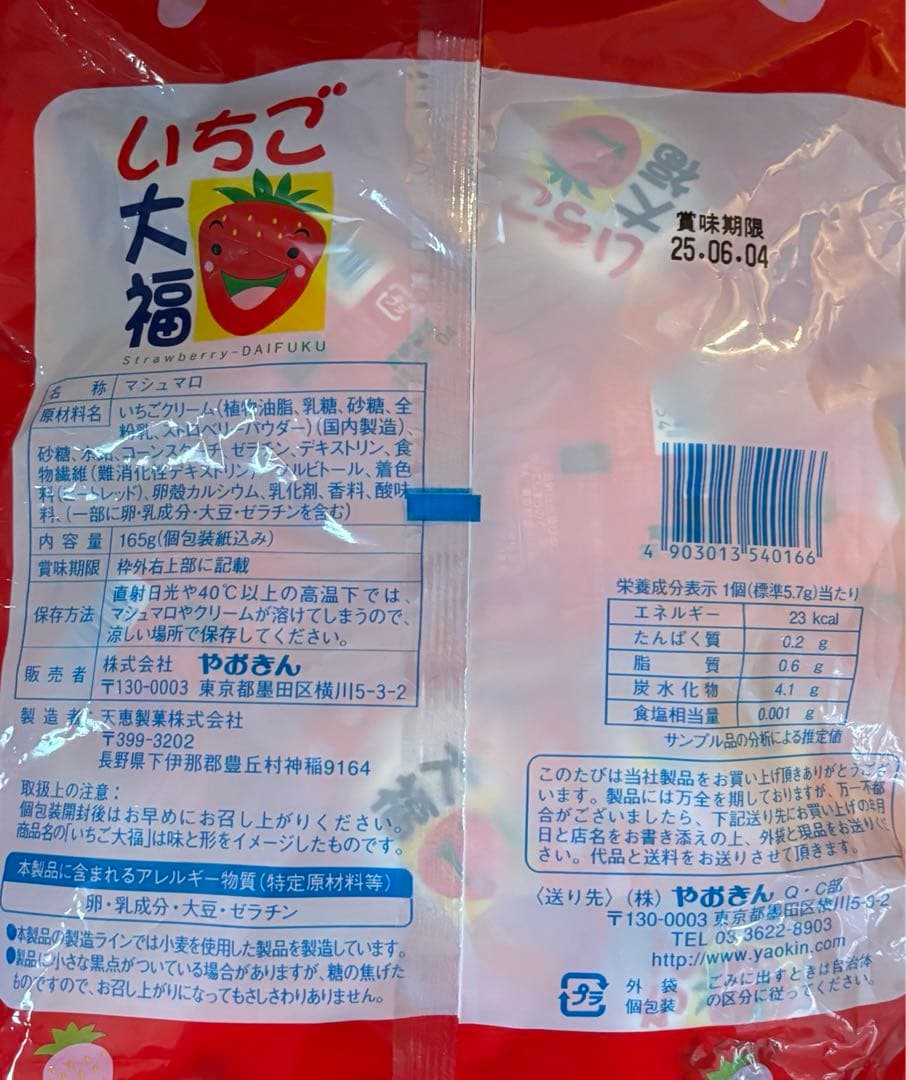 いちご
大福
Strawberry-DAIFUKU
名称 マシュマロ
原材料名 いちごクリーム(植物油脂、乳糖、砂糖、全
粉乳、ストロベリーパウダー)(国内製造)、
砂糖、水飴、コーンスターチ、ゼラチン、デキストリン、食
物繊維(難消化性デキストリン)、ソルビトール、着色
料(ビートレッド)、卵殻カルシウム、乳化剤、香料、酸味
料、(一部に卵・乳成分・大豆・ゼラチンを含む)
内容量 165g(個包装紙込み)
賞味期限 枠外右上部に記載
保存方法 直射日光や40℃以上の高温下では、
マシュマロやクリームが溶けてしまうので、
涼しい場所で保存してください。
販売者 株式会社 やおきん
〒130-0003 東京都墨田区横川5-3-2
製造者 天恵製菓株式会社
〒399-3202
長野県下伊那郡豊丘村神稲9164
取扱上の注意：
個包装開封後はお早めにお召し上がりください。
商品名の「いちご大福」は味と形をイメージしたものです。
本製品に含まれるアレルギー物質(特定原材料等)
卵・乳成分・大豆・ゼラチン
●本製品の製造ラインでは小麦を使用した製品を製造しています。
●製品に小さな黒点がついている場合がありますが、糖の焦げた
ものですので、お召し上がりになってもさしさわりありません。
賞味期限
25.06.04
4 903013 540166
栄養成分表示 1個(標準5.7g)当たり
エネルギー 23 kcal
たんぱく質 0.2 g
脂質 0.6 g
炭水化物 4.1 g
食塩相当量 0.001 g
サンプル品の分析による推定値
このたびは当社製品をお買い上げ頂きありがとうござ
います。製品には万全を期しておりますが、万一不都
合がございましたら、下記送り先にお買い上げの年月
日と店名をお書き添えの上、外袋と現品をお送りくだ
さい。代品と送料をお送りさせて頂きます。
〈送り先〉(株) やおきん Q・C部
〒130-0003 東京都墨田区横川5-3-2
TEL 03-3622-8903
http://www.yaokin.com
プラ
外袋
個包装
ごみに出すときは自治体
の区分に従ってください。